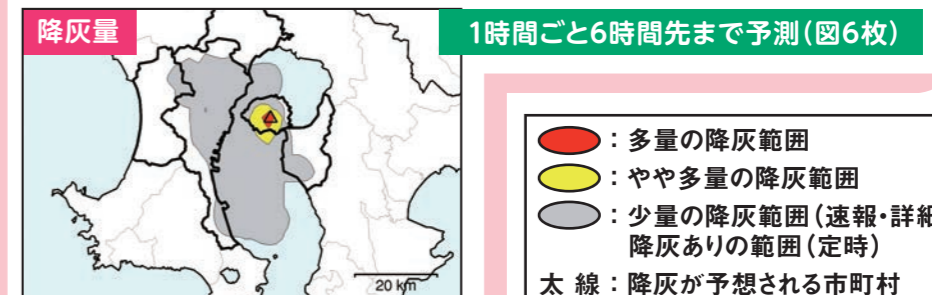 降灰量
1時間ごと6時間先まで予測(図6枚)
20 km
：多量の降灰範囲
：やや多量の降灰範囲
：少量の降灰範囲(速報・詳細
降灰ありの範囲(定時)
太 線：降灰が予想される市町村